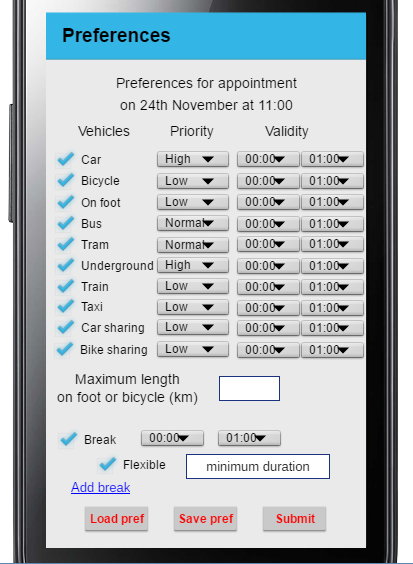 Preferences
Preferences for appointment
on 24th November at 11:00
Vehicles Priority Validity
Car High 00:00 01:00
Bicycle Low 00:00 01:00
On foot Low 00:00 01:00
Bus Normal 00:00 01:00
Tram Normal 00:00 01:00
Underground High 00:00 01:00
Train Low 00:00 01:00
Taxi Low 00:00 01:00
Car sharing Low 00:00 01:00
Bike sharing Low 00:00 01:00
Maximum length
on foot or bicycle (km)
Break 00:00 01:00
Flexible minimum duration
Add break
Load pref Save pref Submit